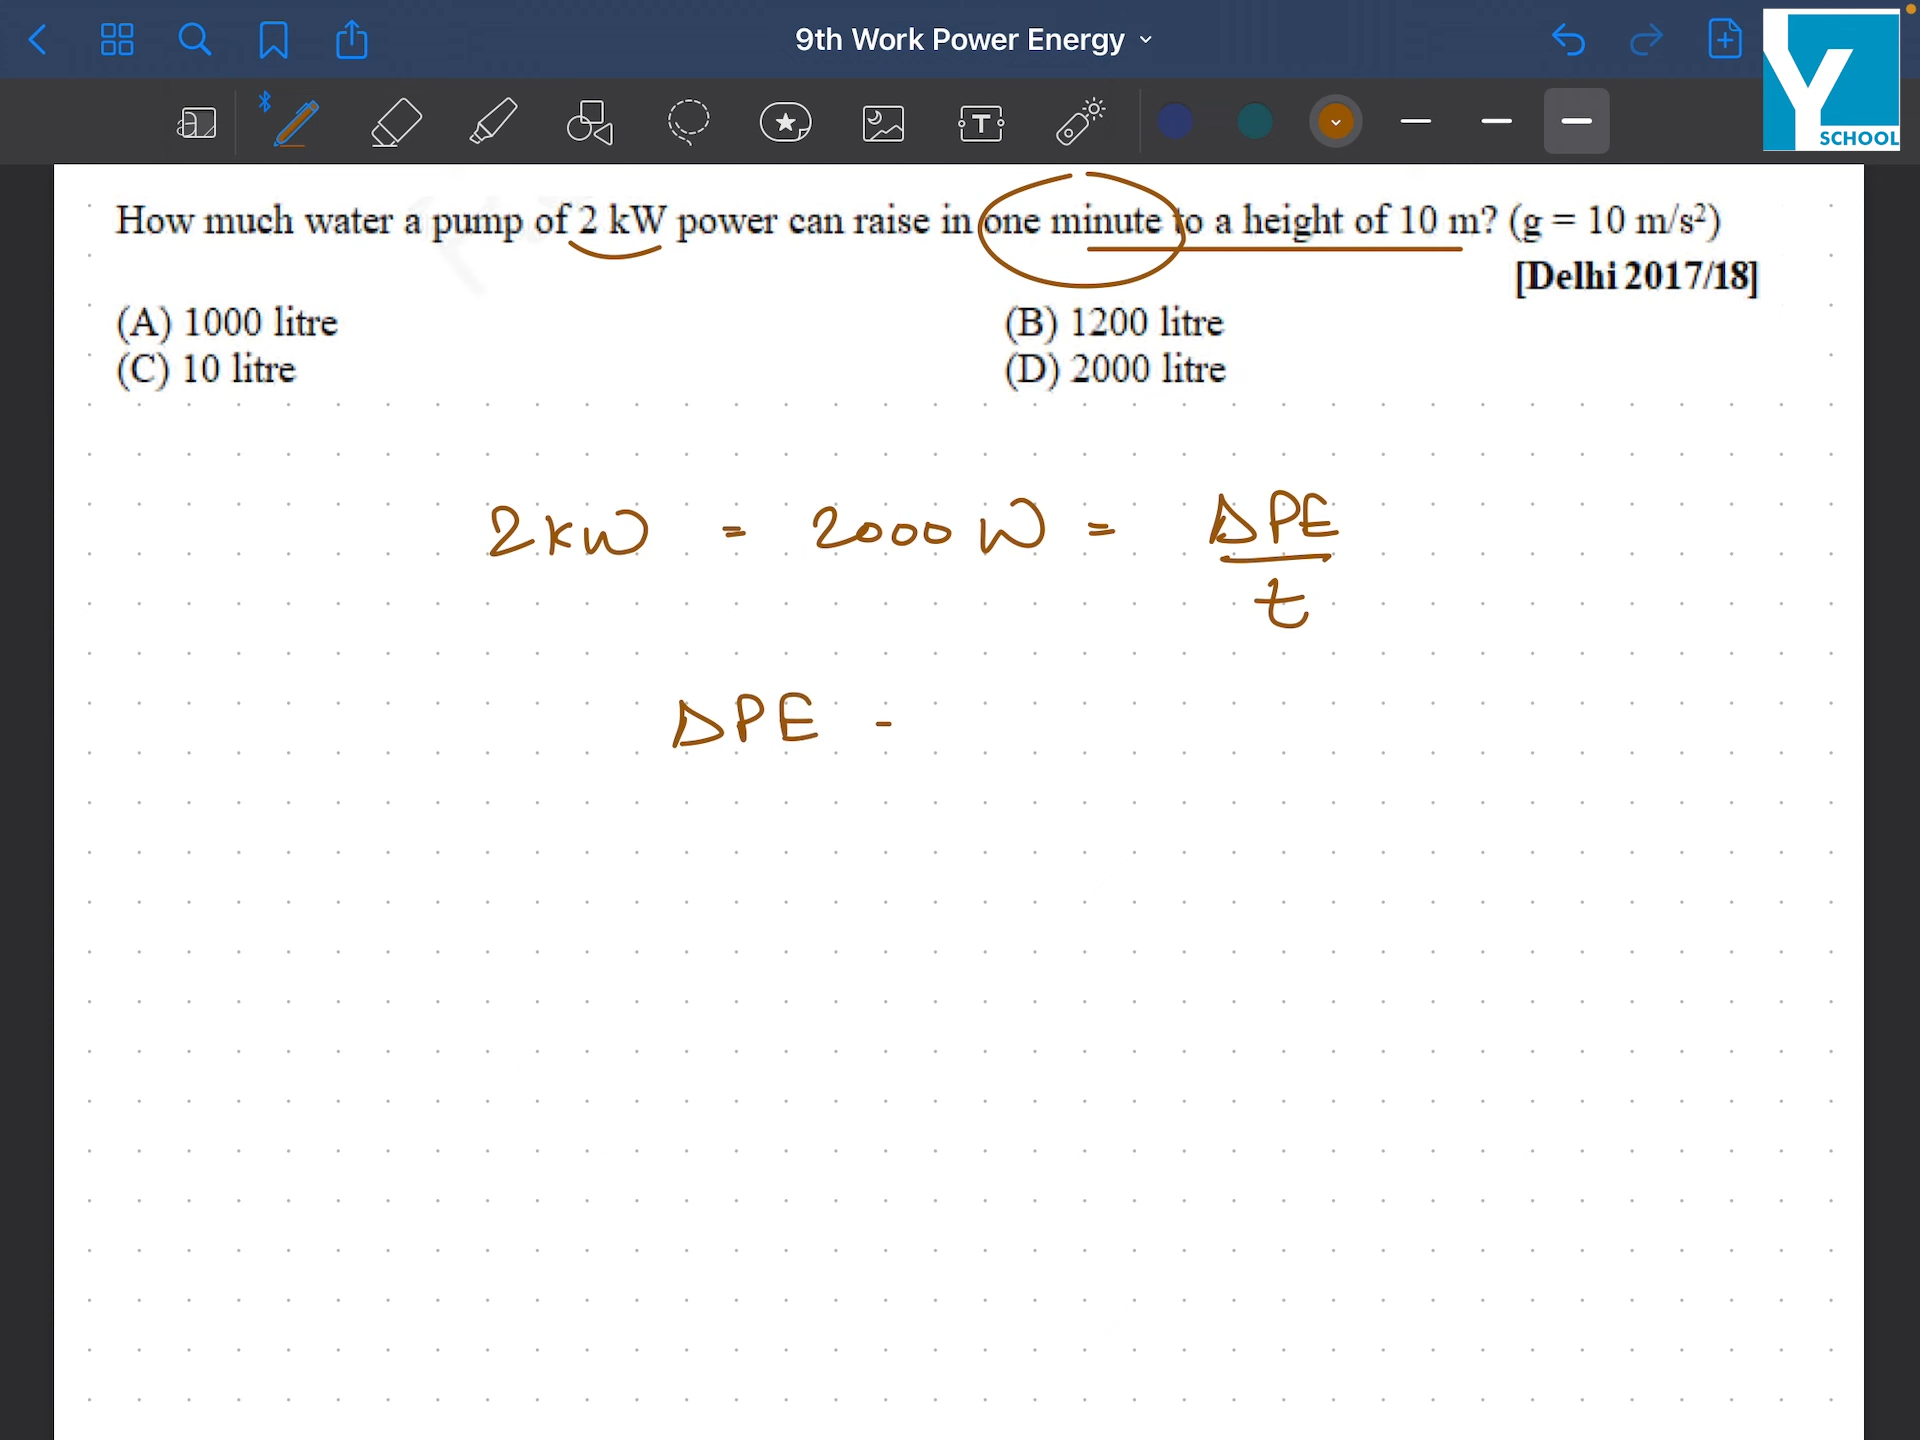 9th Work Power Energy
T
Y SCHOOL
How much water a pump of 2 kW power can raise in one minute to a height of 10 m? (g = 10 m/s²)
[Delhi 2017/18]
(A) 1000 litre (B) 1200 litre
(C) 10 litre (D) 2000 litre
2kW = 2000 W = ΔPE / t
ΔPE -